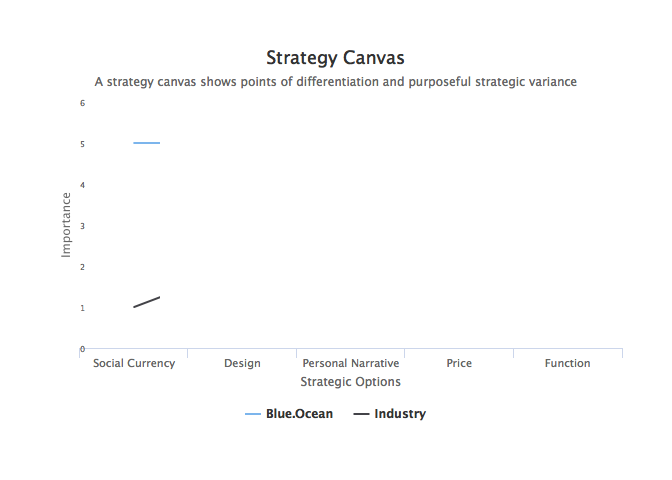 Strategy Canvas
A strategy canvas shows points of differentiation and purposeful strategic variance
6
5
4
3
2
1
0
Importance
Social Currency Design Personal Narrative Price Function
Strategic Options
Blue.Ocean Industry